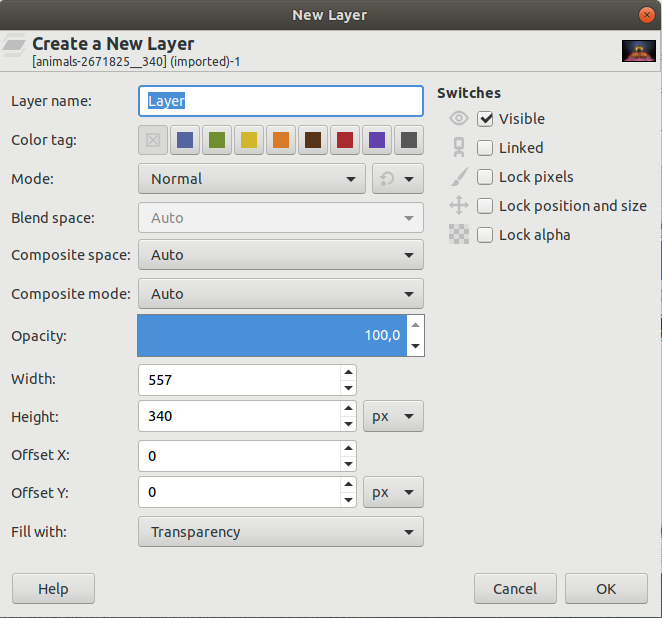 New Layer
Create a New Layer
[animals-2671825__340] (imported)-1
Layer name:
Layer
Color tag:
Mode:
Normal
Blend space:
Auto
Composite space:
Auto
Composite mode:
Auto
Opacity:
100,0
Width:
557
Height:
340
px
Offset X:
0
Offset Y:
0
px
Fill with:
Transparency
Switches
Visible
Linked
Lock pixels
Lock position and size
Lock alpha
Help
Cancel
OK